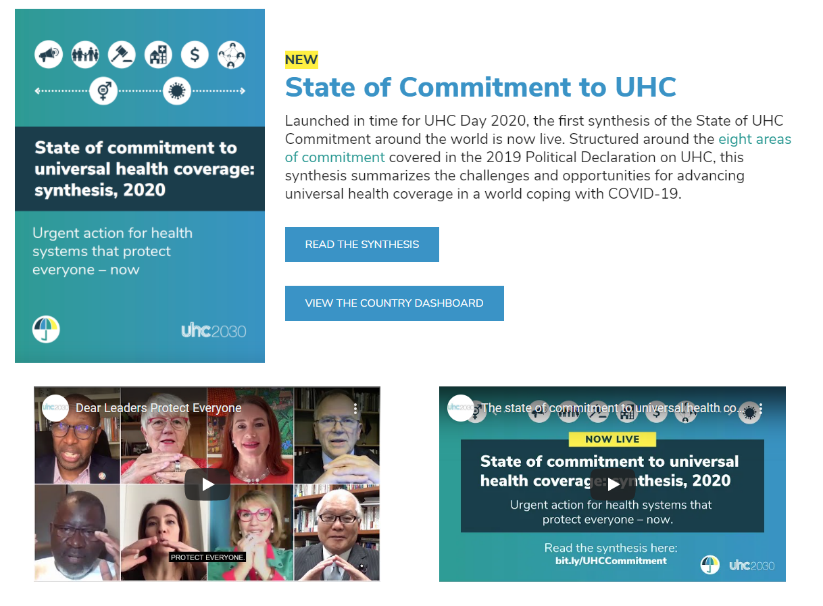 State of commitment to
universal health coverage:
synthesis, 2020
Urgent action for health
systems that protect
everyone – now
uhc2030
NEW
State of Commitment to UHC
Launched in time for UHC Day 2020, the first synthesis of the State of UHC
Commitment around the world is now live. Structured around the eight areas
of commitment covered in the 2019 Political Declaration on UHC, this
synthesis summarizes the challenges and opportunities for advancing
universal health coverage in a world coping with COVID-19.
READ THE SYNTHESIS
VIEW THE COUNTRY DASHBOARD
uhc2030
Dear Leaders Protect Everyone
PROTECT EVERYONE.
uhc2030
The state of commitment to universal health co...
NOW LIVE
State of commitment to universal
health coverage: synthesis, 2020
Urgent action for health systems that
protect everyone – now.
Read the synthesis here:
bit.ly/UHCCommitment
uhc2030